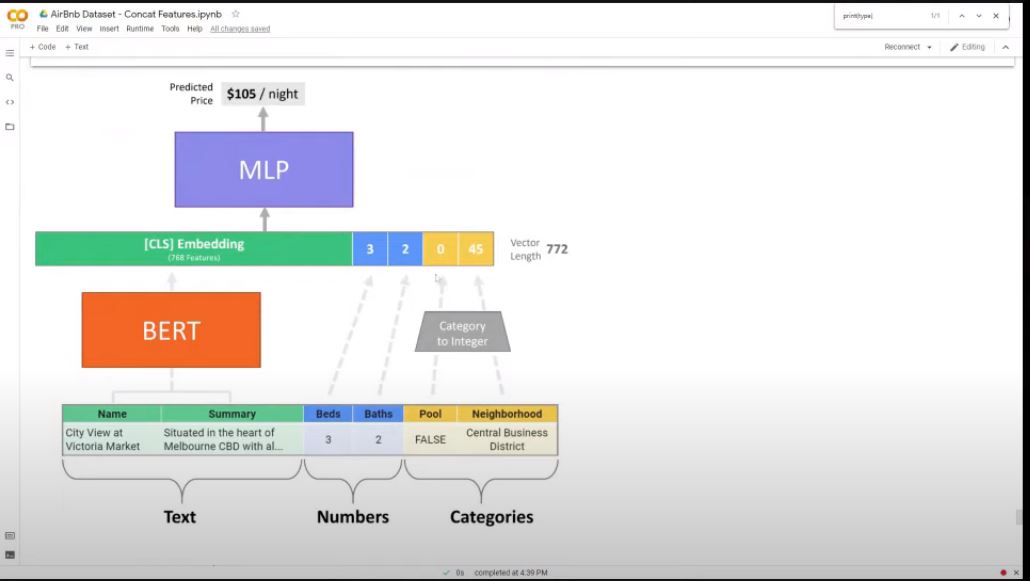 CO
PRO
AirBnb Dataset - Concat Features.ipynb
File Edit View Insert Runtime Tools Help All changes saved
print(type) 1/1
+ Code + Text
Reconnect Editing
Predicted
Price
$105 / night
MLP
[CLS] Embedding
(768 Features)
3 2 0 45
Vector
Length 772
BERT
Category
to Integer
Name Summary Beds Baths Pool Neighborhood
City View at
Victoria Market
Situated in the heart of
Melbourne CBD with al...
3 2 FALSE
Central Business
District
Text Numbers Categories
0s completed at 4:39 PM